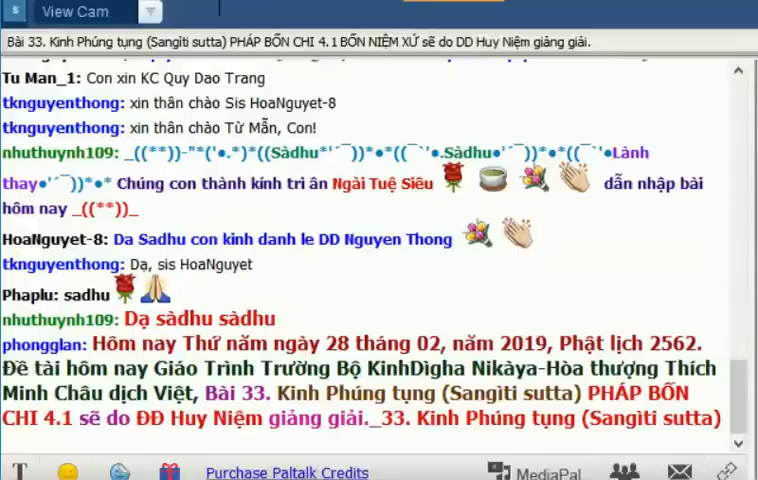 S View Cam
Bài 33. Kinh Phúng tụng (Sangìti sutta) PHÁP BỐN CHI 4.1 BỐN NIỆM XỨ sẽ do DD Huy Niệm giảng giải.
Tu Man_1: Con xin KC Quy Dao Trang
tknguyenthong: xin thân chào Sis HoaNguyet-8
tknguyenthong: xin thân chào Từ Mẫn, Con!
nhuthuynh109: _((**))-"*('•.*)*((Sàdhu*'´¯))*•*((¯`'•.Sàdhu•'´¯))*•*((¯`'•Lành
thay•'´¯))*•* Chúng con thành kính tri ân Ngài Tuệ Siêu dẫn nhập bài
hôm nay _((**))_
HoaNguyet-8: Da Sadhu con kinh danh le DD Nguyen Thong
tknguyenthong: Dạ, sis HoaNguyet
Phaplu: sadhu
nhuthuynh109: Dạ sàdhu sàdhu
phongglan: Hôm nay Thứ năm ngày 28 tháng 02, năm 2019, Phật lịch 2562.
Đề tài hôm nay Giáo Trình Trường Bộ KinhDìgha Nikàya-Hòa thượng Thích
Minh Châu dịch Việt, Bài 33. Kinh Phúng tụng (Sangìti sutta) PHÁP BỐN
CHI 4.1 sẽ do ĐĐ Huy Niệm giảng giải._33. Kinh Phúng tụng (Sangìti sutta)
T Purchase Paltalk Credits MediaPal